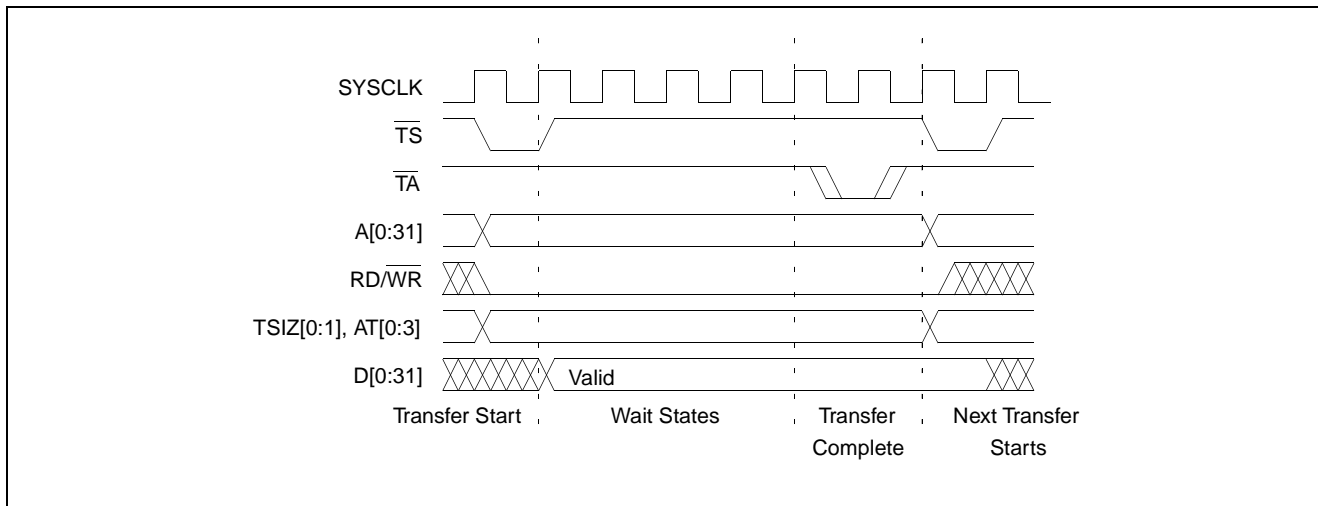 SYSCLK
TS
TA
A[0:31]
RD/WR
TSIZ[0:1], AT[0:3]
D[0:31]
Valid
Transfer Start
Wait States
Transfer
Complete
Next Transfer
Starts